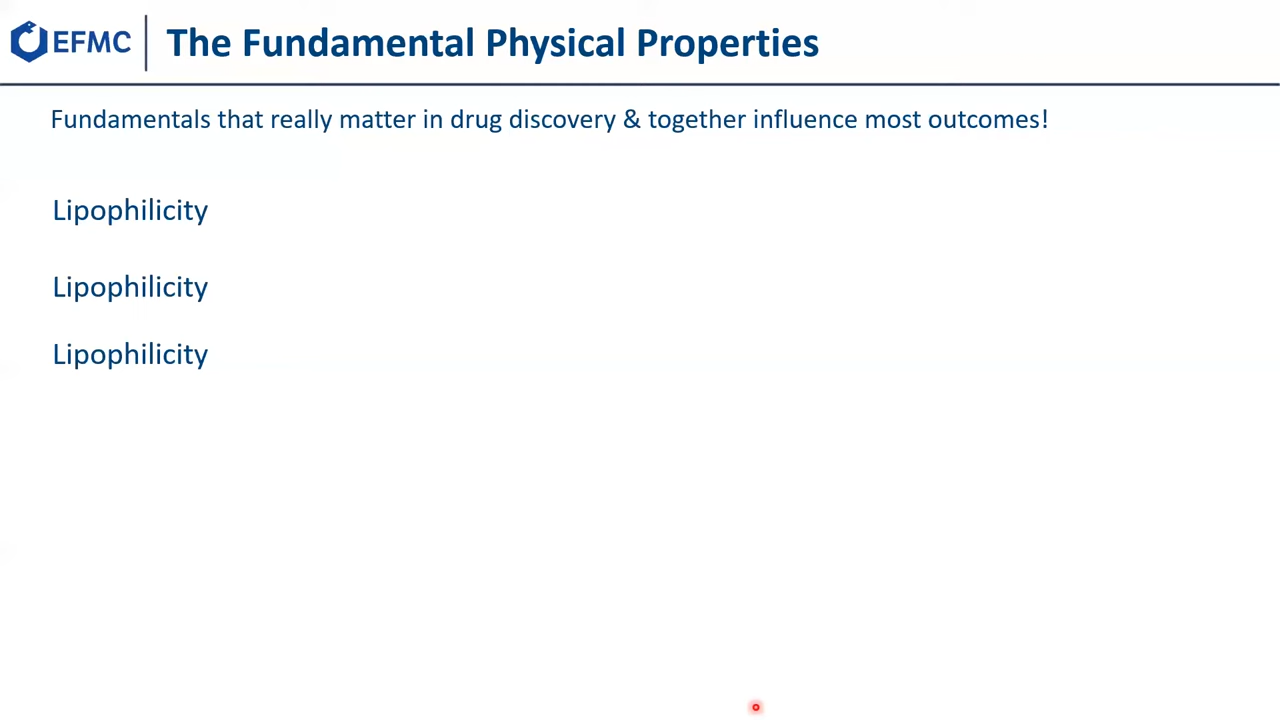 EFMC
The Fundamental Physical Properties
Fundamentals that really matter in drug discovery & together influence most outcomes!
Lipophilicity
Lipophilicity
Lipophilicity